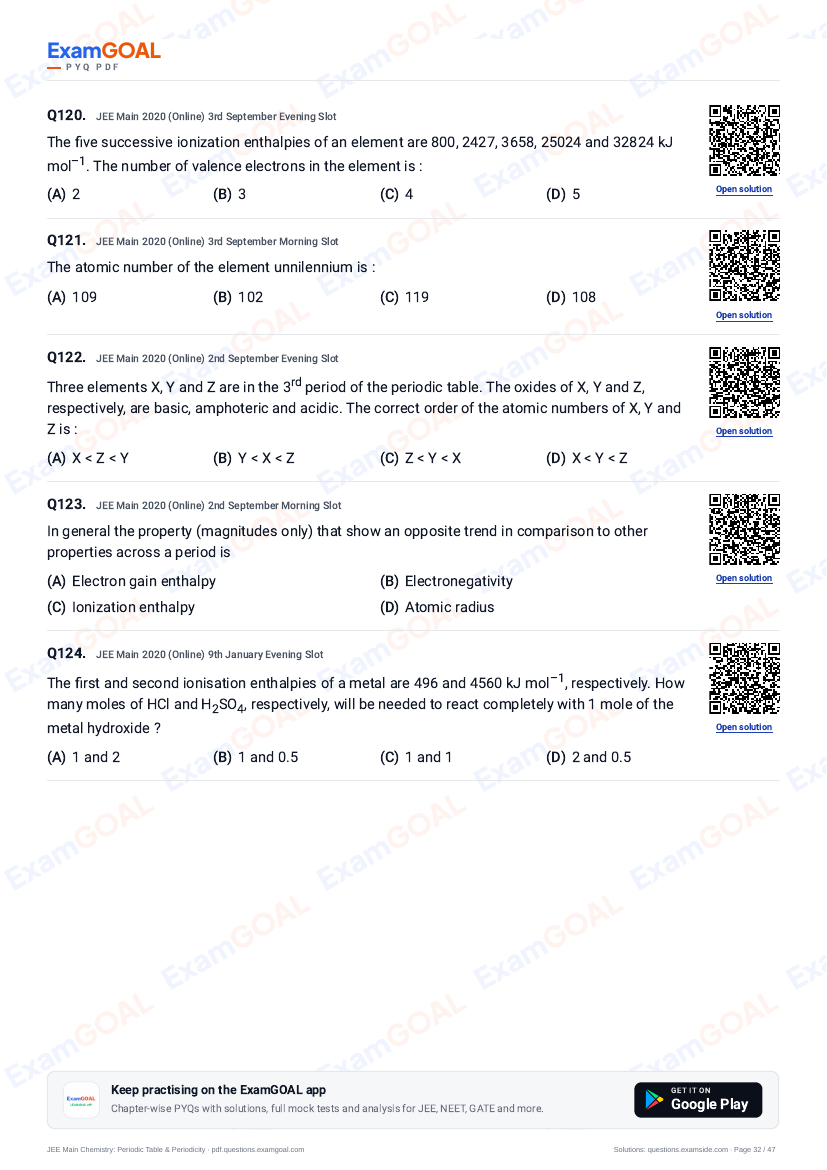 ExamGOAL
PYQ PDF
Q120. JEE Main 2020 (Online) 3rd September Evening Slot
The five successive ionization enthalpies of an element are 800, 2427, 3658, 25024 and 32824 kJ
mol⁻¹. The number of valence electrons in the element is :
(A) 2 (B) 3 (C) 4 (D) 5
Open solution
Q121. JEE Main 2020 (Online) 3rd September Morning Slot
The atomic number of the element unnilennium is :
(A) 109 (B) 102 (C) 119 (D) 108
Open solution
Q122. JEE Main 2020 (Online) 2nd September Evening Slot
Three elements X, Y and Z are in the 3ʳᵈ period of the periodic table. The oxides of X, Y and Z,
respectively, are basic, amphoteric and acidic. The correct order of the atomic numbers of X, Y and
Z is :
(A) X < Z < Y (B) Y < X < Z (C) Z < Y < X (D) X < Y < Z
Open solution
Q123. JEE Main 2020 (Online) 2nd September Morning Slot
In general the property (magnitudes only) that show an opposite trend in comparison to other
properties across a period is
(A) Electron gain enthalpy (B) Electronegativity
(C) Ionization enthalpy (D) Atomic radius
Open solution
Q124. JEE Main 2020 (Online) 9th January Evening Slot
The first and second ionisation enthalpies of a metal are 496 and 4560 kJ mol⁻¹, respectively. How
many moles of HCl and H₂SO₄, respectively, will be needed to react completely with 1 mole of the
metal hydroxide ?
(A) 1 and 2 (B) 1 and 0.5 (C) 1 and 1 (D) 2 and 0.5
Open solution
ExamGOAL
Keep practising on the ExamGOAL app
Chapter-wise PYQs with solutions, full mock tests and analysis for JEE, NEET, GATE and more.
GET IT ON
Google Play
JEE Main Chemistry: Periodic Table & Periodicity · pdf.questions.examgoal.com
Solutions: questions.examside.com · Page 32 / 47